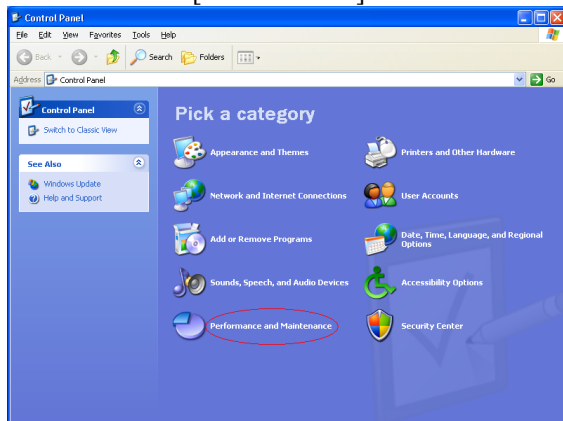 Control Panel
File Edit View Favorites Tools Help
Back Search Folders
Address Control Panel Go
Control Panel
Switch to Classic View
See Also
Windows Update
Help and Support
Pick a category
Appearance and Themes
Printers and Other Hardware
Network and Internet Connections
User Accounts
Add or Remove Programs
Date, Time, Language, and Regional
Options
Sounds, Speech, and Audio Devices
Accessibility Options
Performance and Maintenance
Security Center